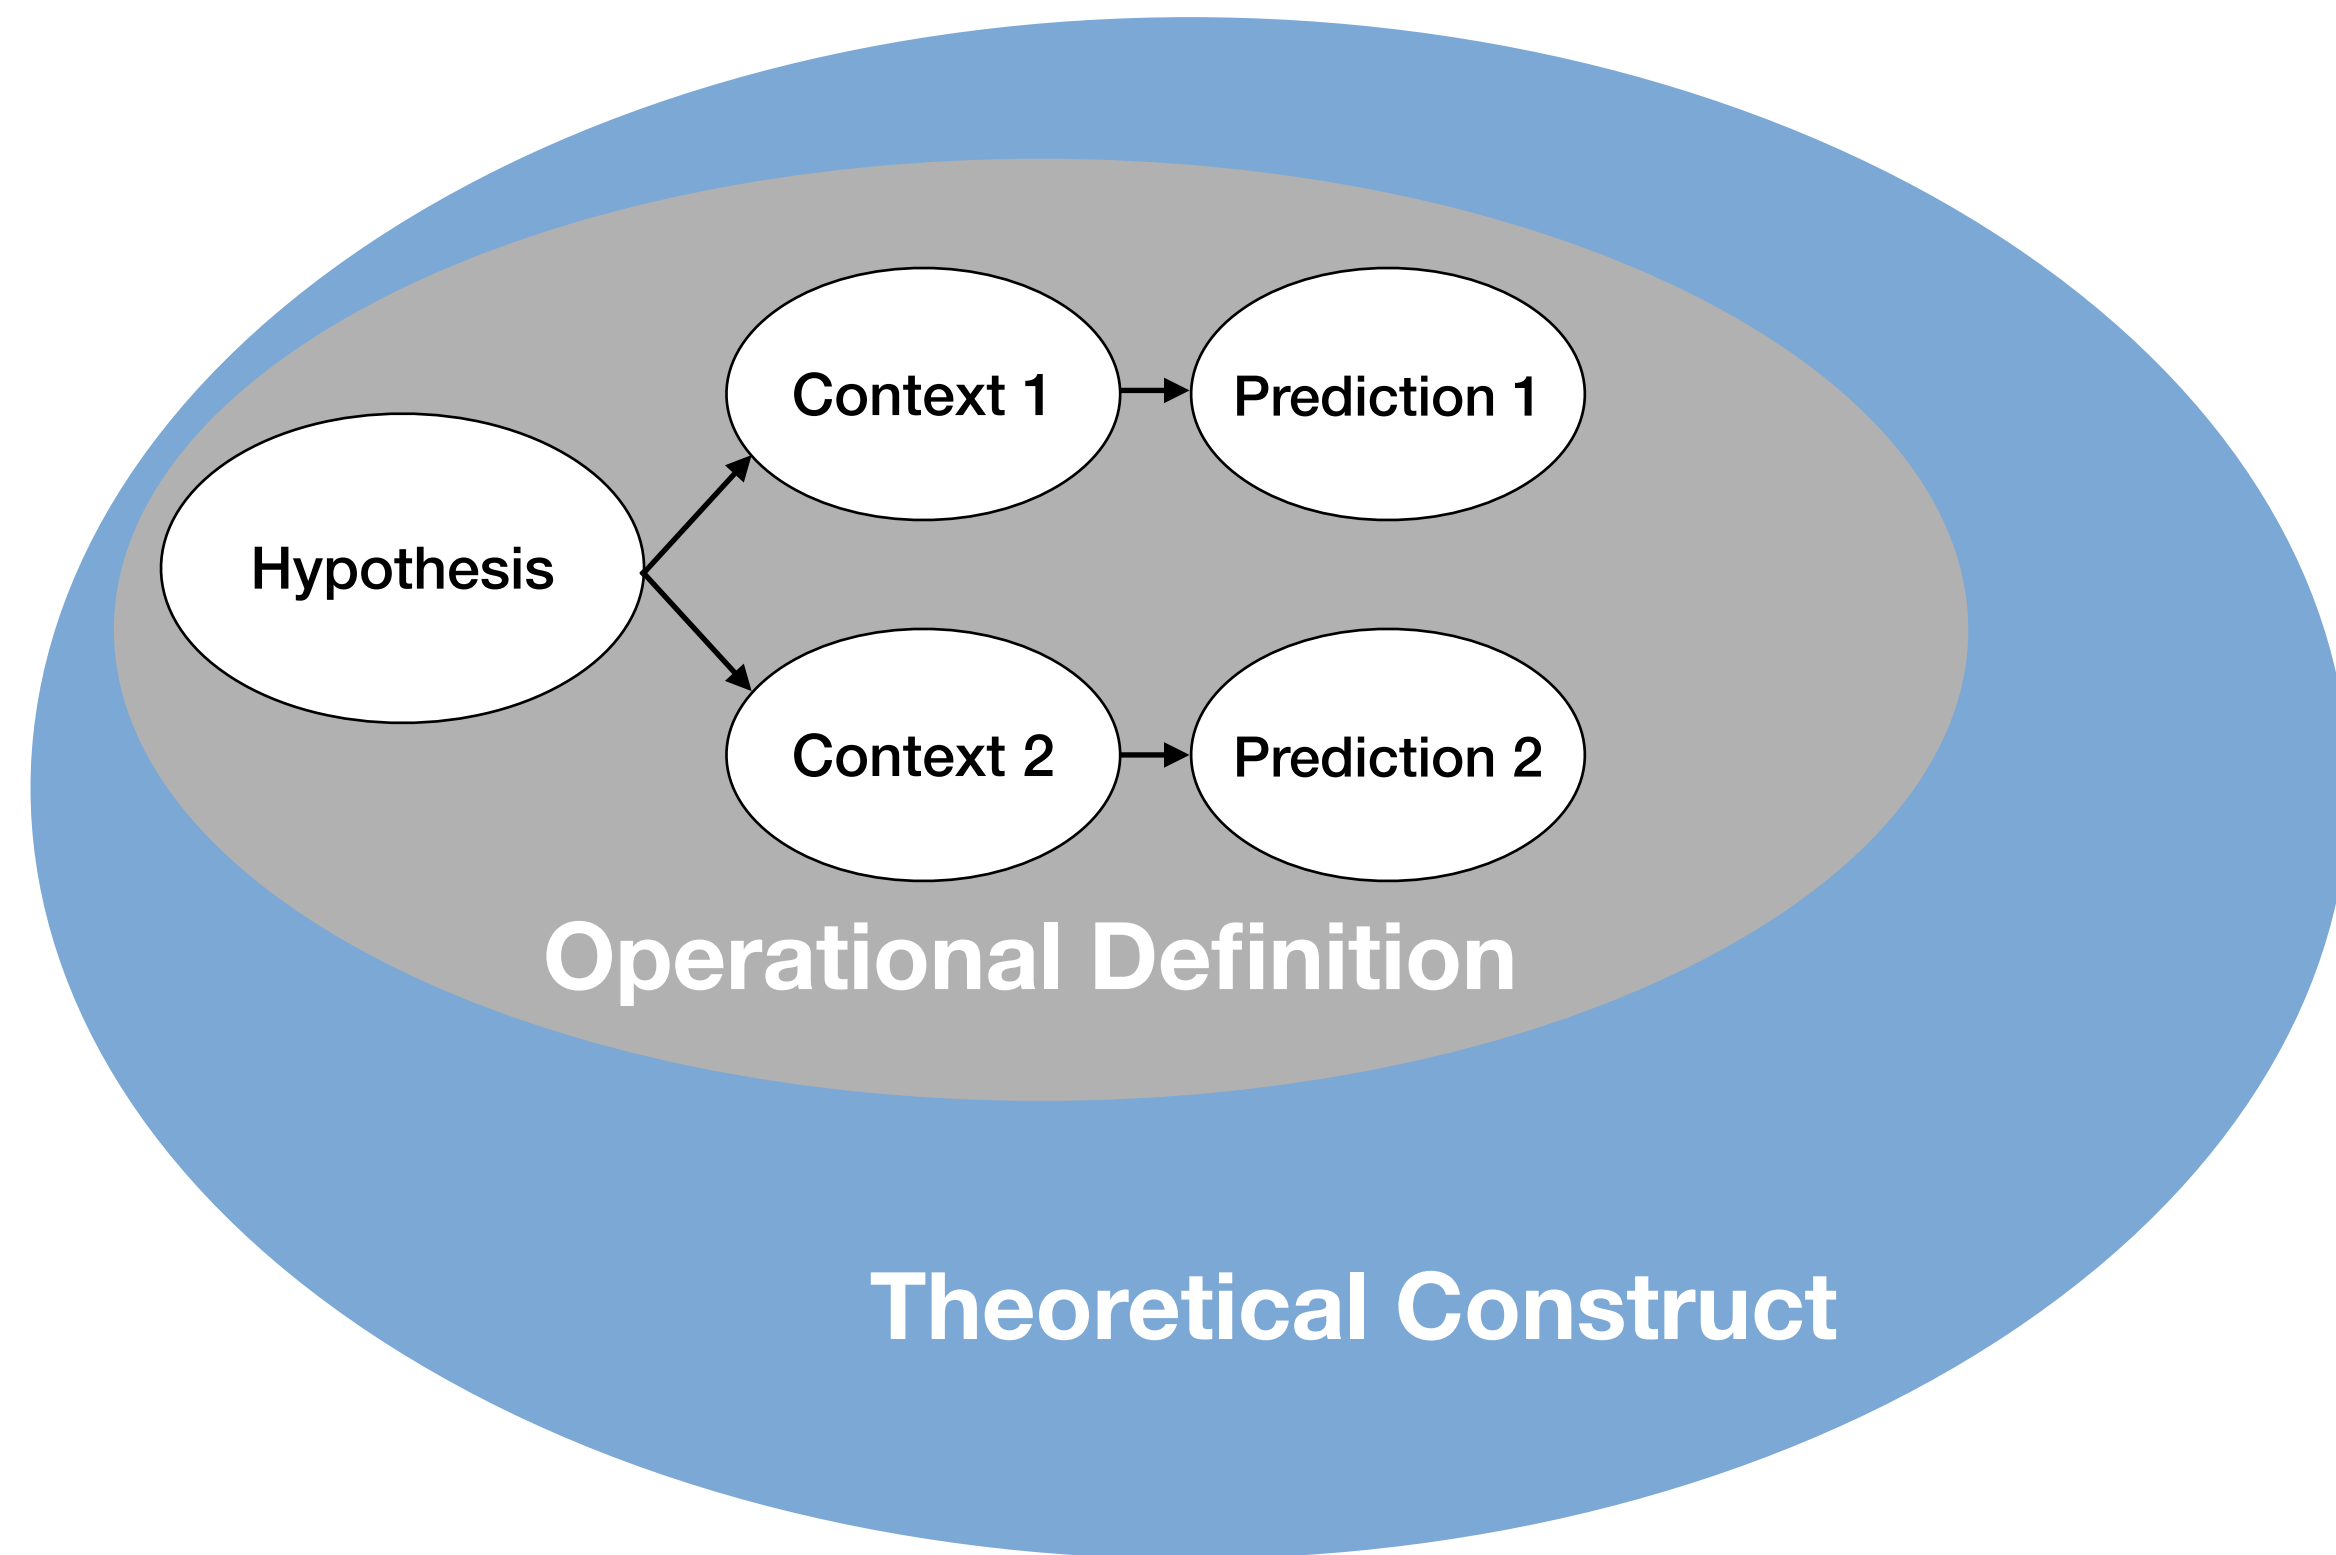 Context 1
Prediction 1
Hypothesis
Context 2
Prediction 2
Operational Definition
Theoretical Construct